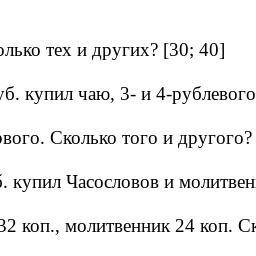 олько тех и других? [30; 40]
уб. купил чаю, 3- и 4-рублевого
ового. Сколько того и другого?
б. купил Часословов и молитвен
32 коп., молитвенник 24 коп. Ск